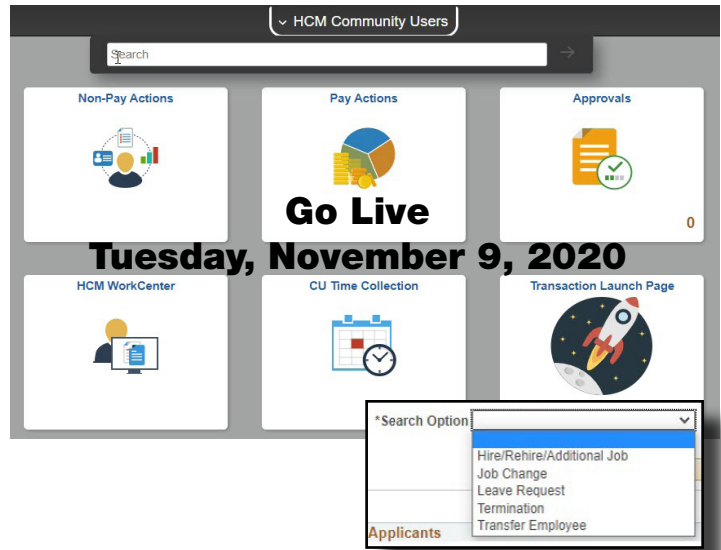 HCM Community Users
Search
Non-Pay Actions
Pay Actions
Approvals
0
Go Live
Tuesday, November 9, 2020
HCM WorkCenter
CU Time Collection
Transaction Launch Page
*Search Option
Hire/Rehire/Additional Job
Job Change
Leave Request
Termination
Transfer Employee
Applicants